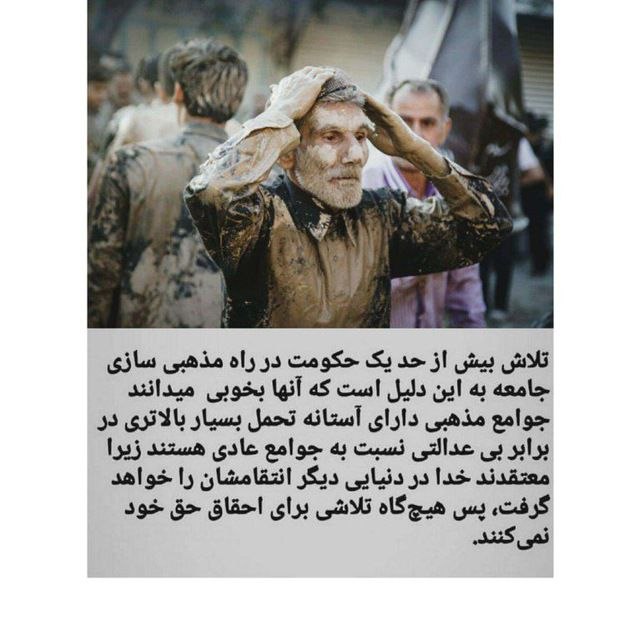 تلاش بیش از حد یک حکومت در راه مذهبی سازی
جامعه به این دلیل است که آنها بخوبی میدانند
جوامع مذهبی دارای آستانه تحمل بسیار بالاتری در
برابر بی عدالتی نسبت به جوامع عادی هستند زیرا
معتقدند خدا در دنیایی دیگر انتقامشان را خواهد
گرفت، پس هیچ‌گاه تلاشی برای احقاق حق خود
نمی‌کنند.